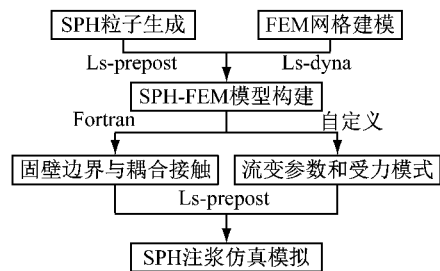 SPH粒子生成
FEM网格建模
Ls-prepost
Ls-dyna
SPH-FEM模型构建
Fortran
自定义
固壁边界与耦合接触
流变参数和受力模式
Ls-prepost
SPH注浆仿真模拟